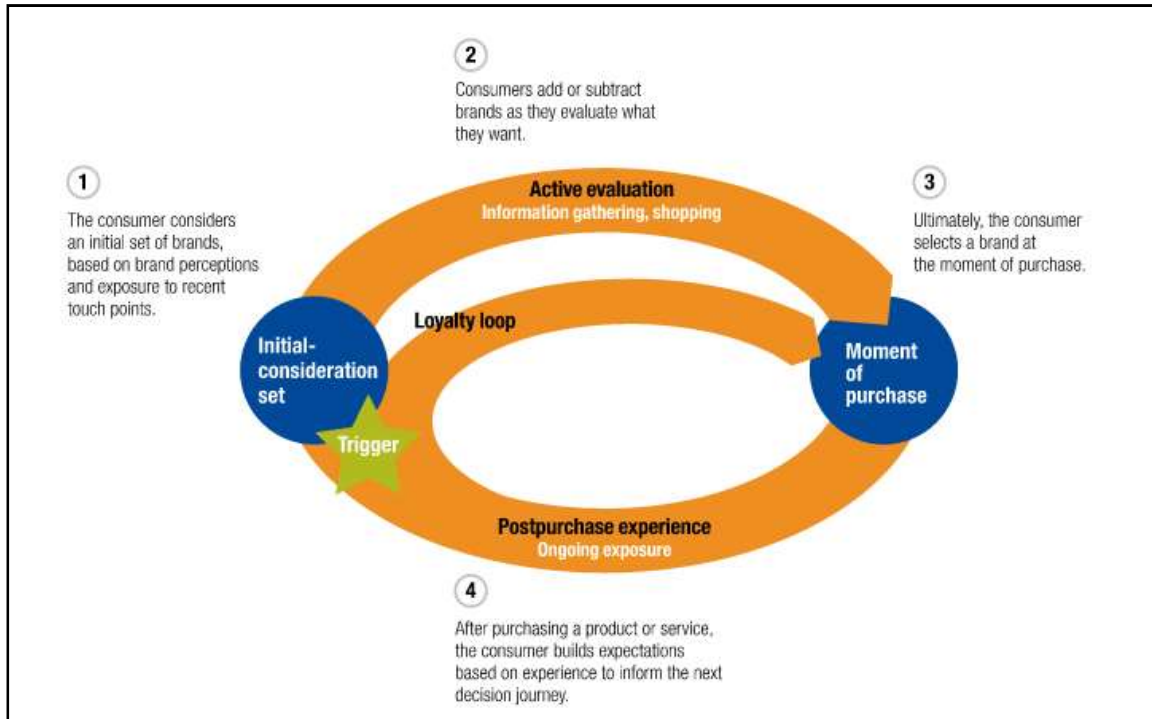 1
The consumer considers
an initial set of brands,
based on brand perceptions
and exposure to recent
touch points.
2
Consumers add or subtract
brands as they evaluate what
they want.
3
Ultimately, the consumer
selects a brand at
the moment of purchase.
Active evaluation
Information gathering, shopping
Loyalty loop
Initial-
consideration
set
Trigger
Moment
of
purchase
Postpurchase experience
Ongoing exposure
4
After purchasing a product or service,
the consumer builds expectations
based on experience to inform the next
decision journey.